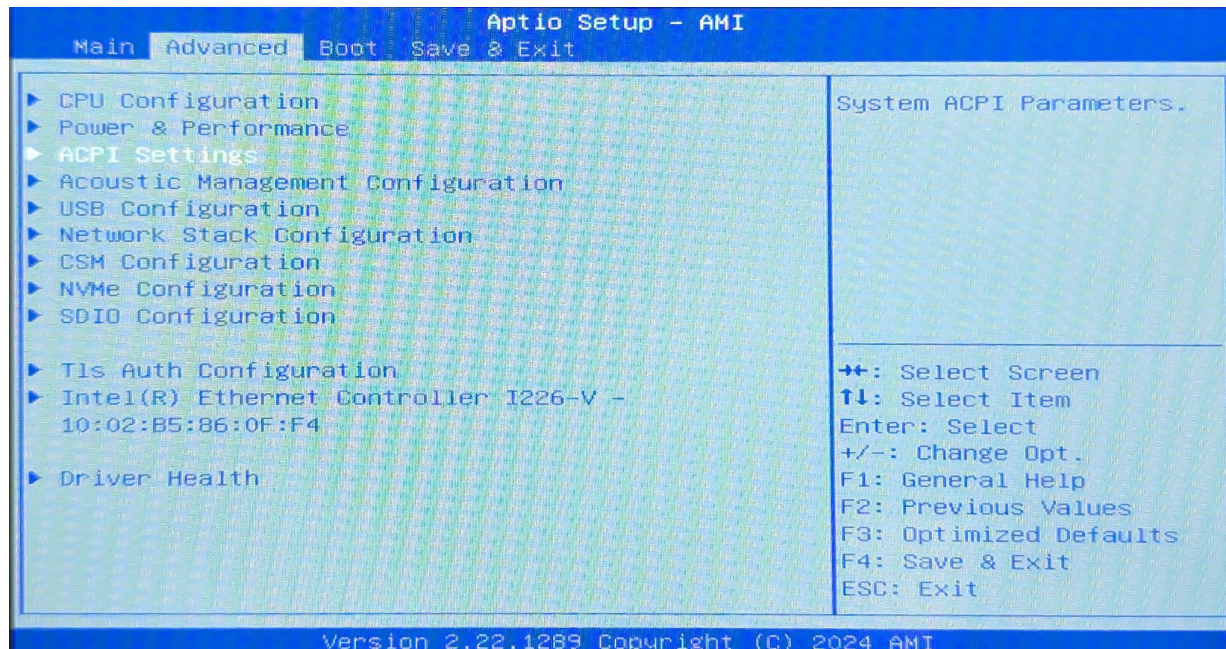 Aptio Setup - AMI
Main Advanced Boot Save & Exit
► CPU Configuration
► Power & Performance
► ACPI Settings
► Acoustic Management Configuration
► USB Configuration
► Network Stack Configuration
► CSM Configuration
► NVMe Configuration
► SDIO Configuration
► Tls Auth Configuration
► Intel(R) Ethernet Controller I226-V -
10:02:B5:86:0F:F4
► Driver Health
System ACPI Parameters.
→←: Select Screen
↑↓: Select Item
Enter: Select
+/-: Change Opt.
F1: General Help
F2: Previous Values
F3: Optimized Defaults
F4: Save & Exit
ESC: Exit
Version 2.22.1289 Copyright (C) 2024 AMI